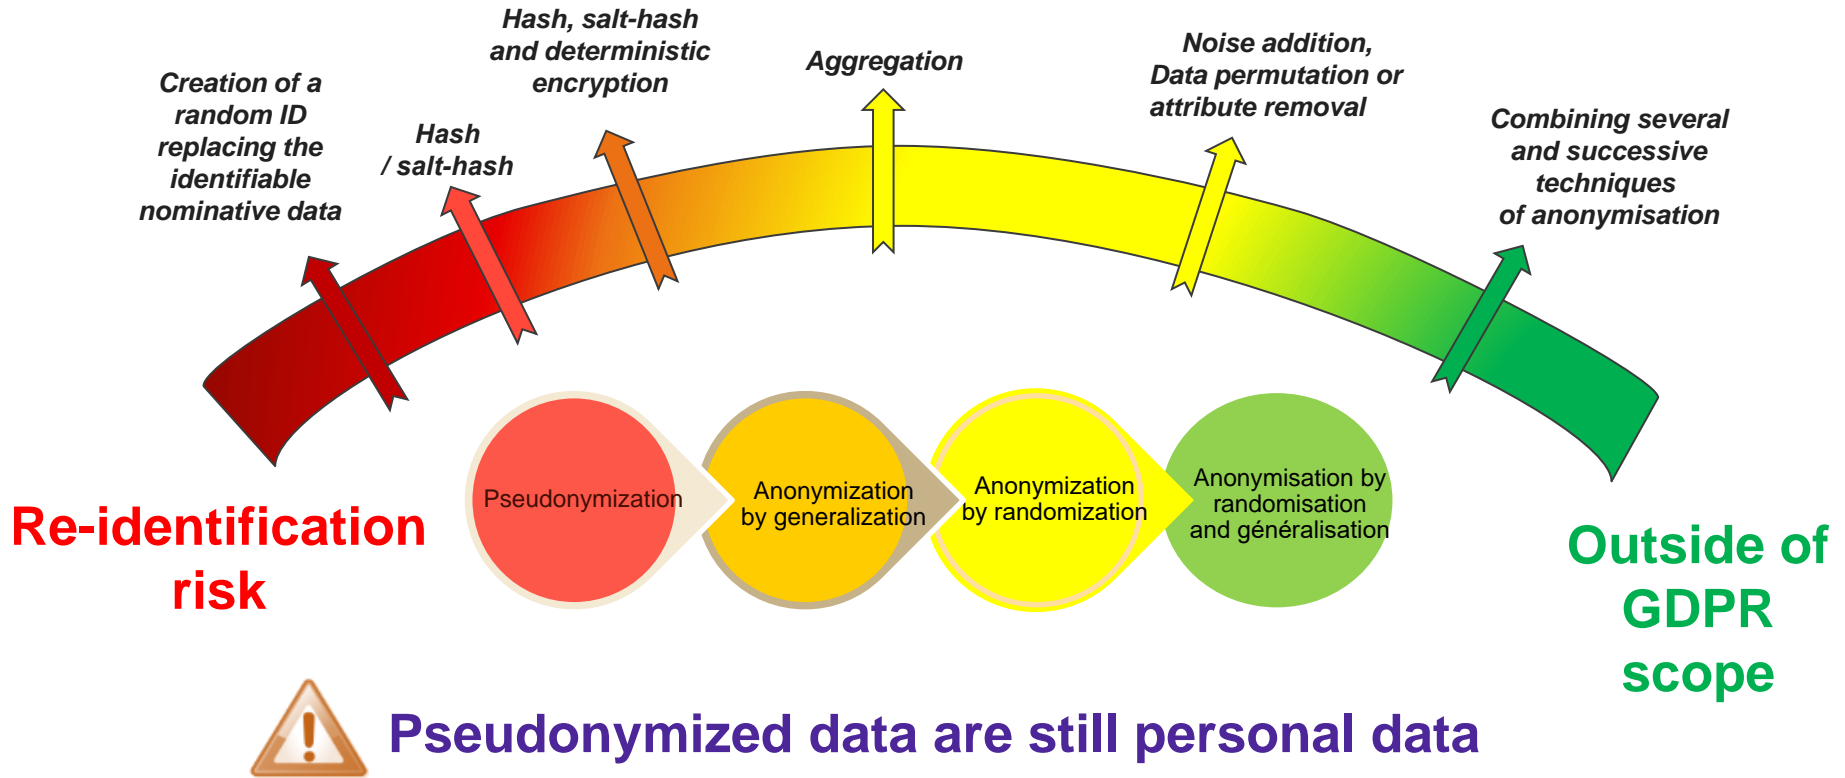 Creation of a
random ID
replacing the
identifiable
nominative data
Hash
/ salt-hash
Hash, salt-hash
and deterministic
encryption
Aggregation
Noise addition,
Data permutation or
attribute removal
Combining several
and successive
techniques
of anonymisation
Re-identification
risk
Pseudonymization
Anonymization
by generalization
Anonymization
by randomization
Anonymisation by
randomisation
and généralisation
Outside of
GDPR
scope
Pseudonymized data are still personal data